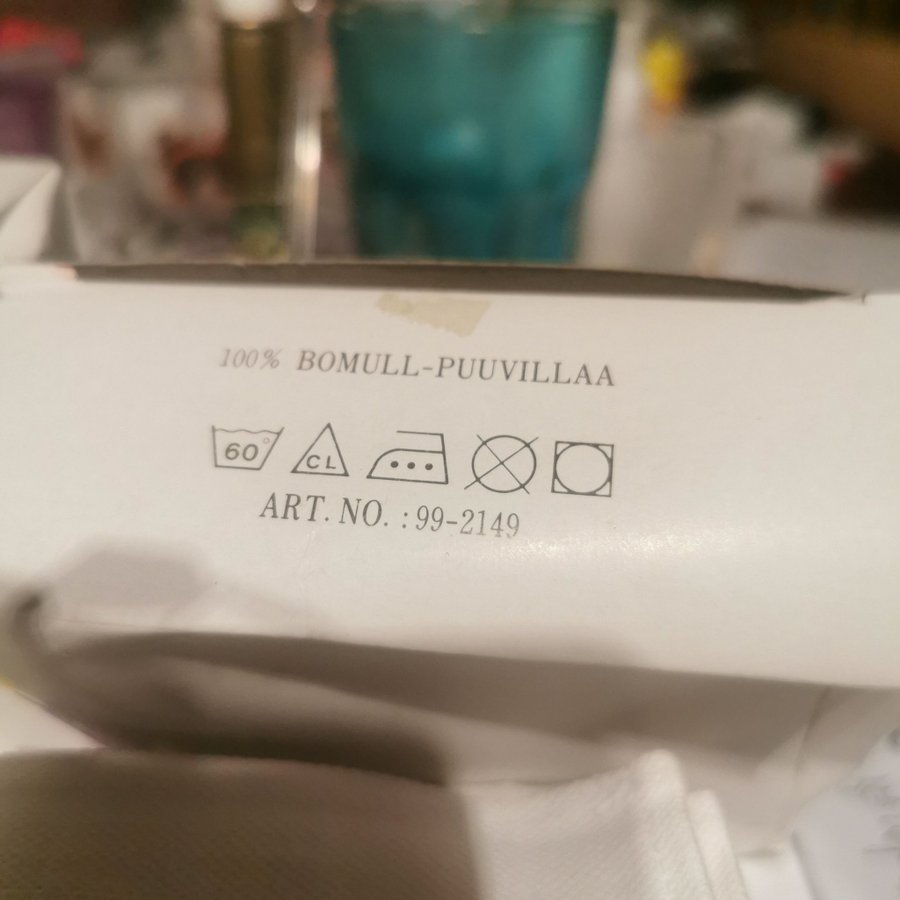 100% BOMULL-PUUVILLAA
60° CL
ART. NO. :99-2149